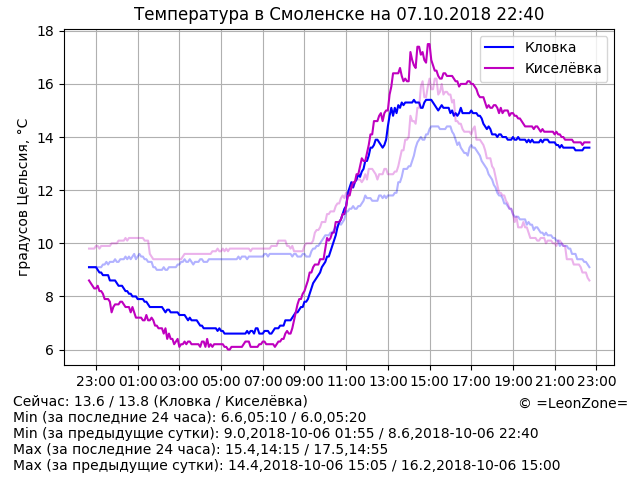 Температура в Смоленске на 07.10.2018 22:40
18
16
14
12
10
8
6
градусов Цельсия, °C
Кловка
Киселёвка
23:00 01:00 03:00 05:00 07:00 09:00 11:00 13:00 15:00 17:00 19:00 21:00 23:00
Сейчас: 13.6 / 13.8 (Кловка / Киселёвка)
© =LeonZone=
Min (за последние 24 часа): 6.6,05:10 / 6.0,05:20
Min (за предыдущие сутки): 9.0,2018-10-06 01:55 / 8.6,2018-10-06 22:40
Max (за последние 24 часа): 15.4,14:15 / 17.5,14:55
Max (за предыдущие сутки): 14.4,2018-10-06 15:05 / 16.2,2018-10-06 15:00